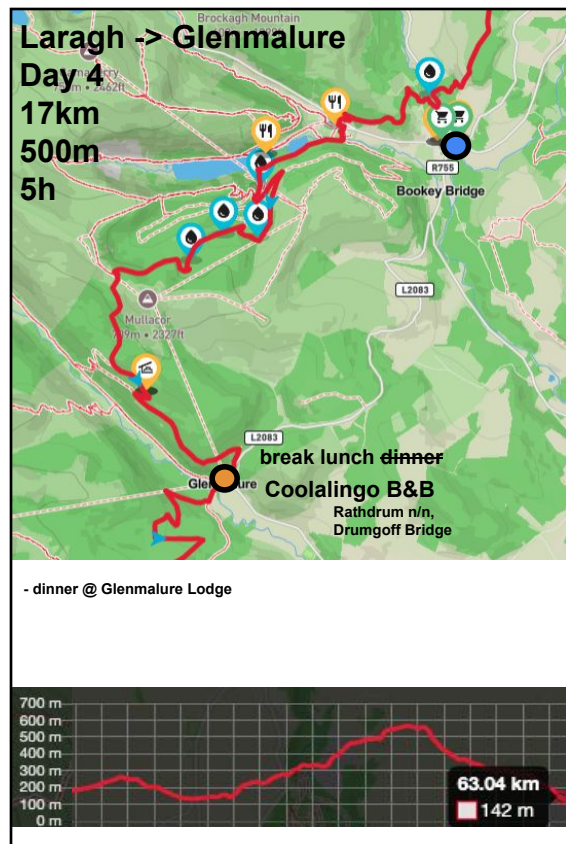 Brockagh Mountain
Laragh -> Glenmalure
Day 4
2462ft
17km
500m
5h
R755
Bookey Bridge
L2083
Mullacor
2327ft
L2083
break lunch dinner
Glenmalure
Coolalingo B&B
Rathdrum n/n,
Drumgoff Bridge
- dinner @ Glenmalure Lodge
700 m
600 m
500 m
400 m
300 m
200 m
100 m
0 m
63.04 km
142 m